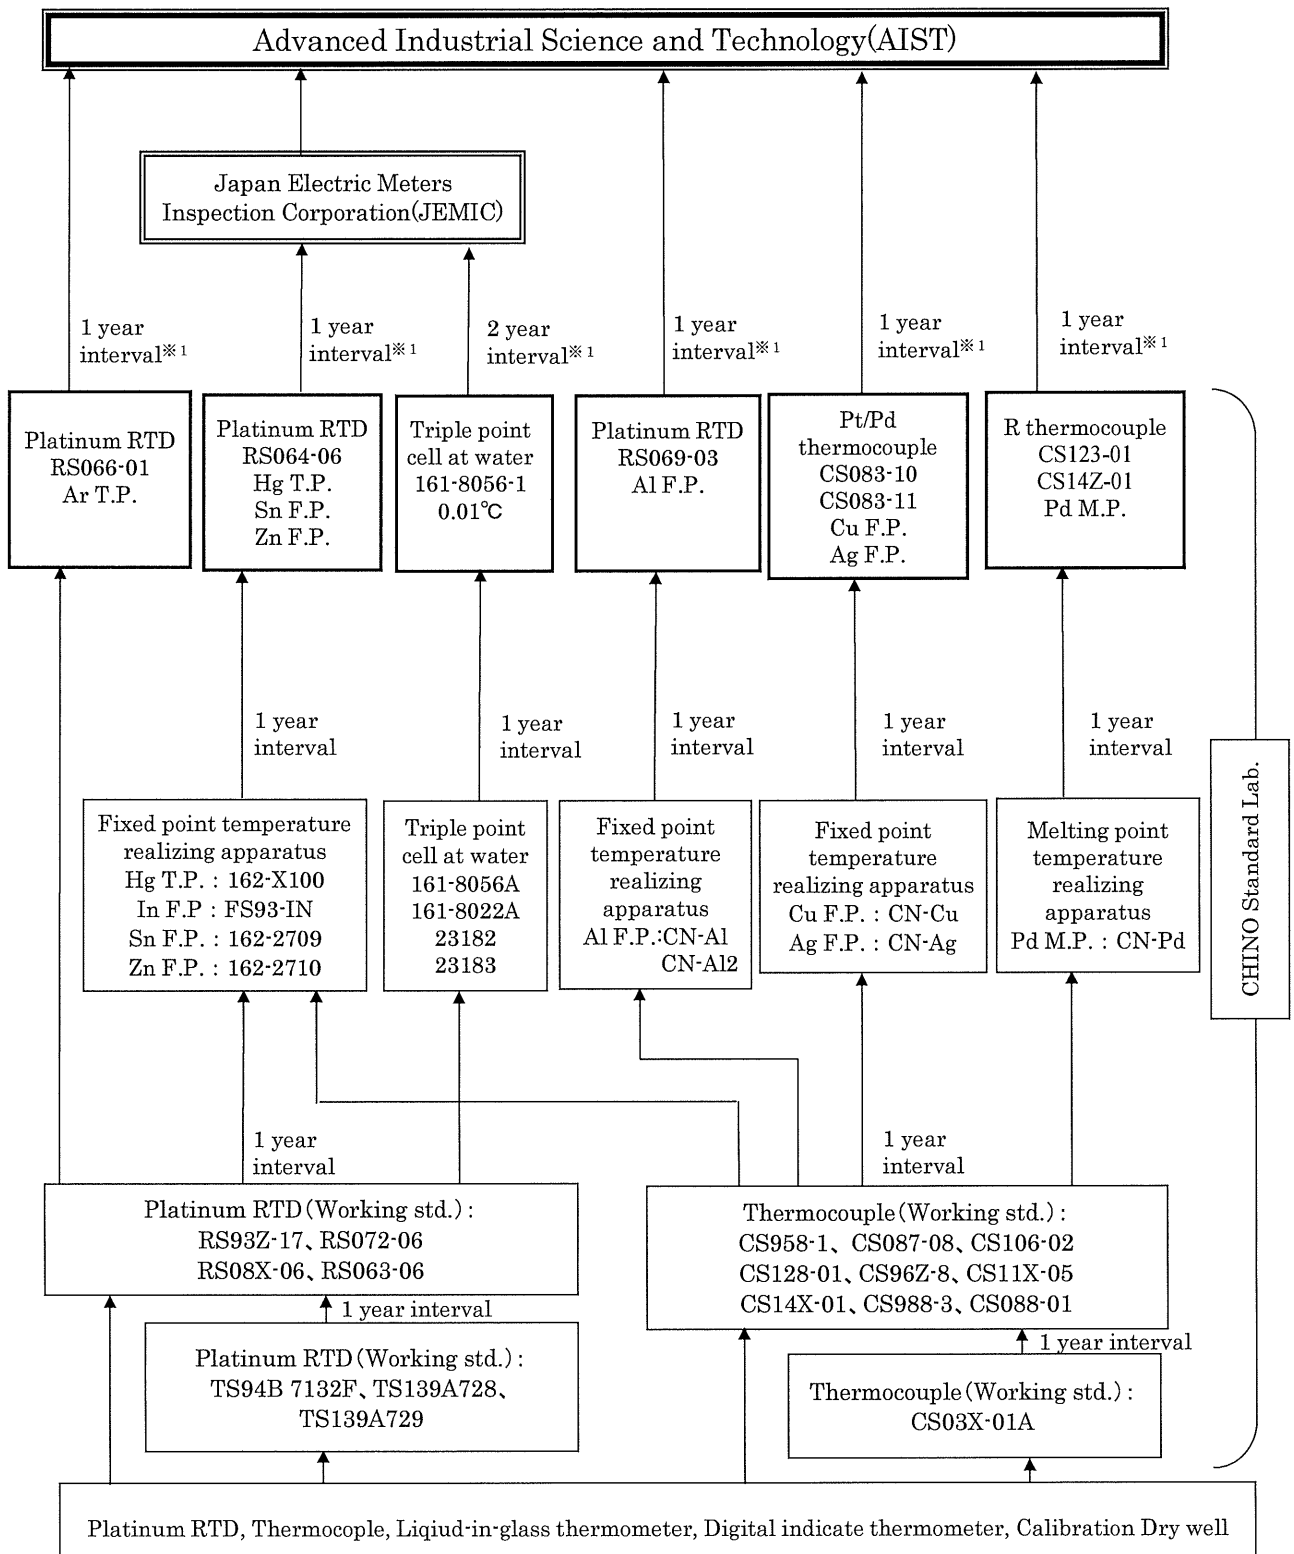 Advanced Industrial Science and Technology(AIST)
Japan Electric Meters
Inspection Corporation(JEMIC)
1 year
interval※1
1 year
interval※1
2 year
interval※1
1 year
interval※1
1 year
interval※1
1 year
interval※1
Platinum RTD
RS066-01
Ar T.P.
Platinum RTD
RS064-06
Hg T.P.
Sn F.P.
Zn F.P.
Triple point
cell at water
161-8056-1
0.01℃
Platinum RTD
RS069-03
Al F.P.
Pt/Pd
thermocouple
CS083-10
CS083-11
Cu F.P.
Ag F.P.
R thermocouple
CS123-01
CS14Z-01
Pd M.P.
1 year
interval
1 year
interval
1 year
interval
1 year
interval
1 year
interval
Fixed point temperature
realizing apparatus
Hg T.P. : 162-X100
In F.P : FS93-IN
Sn F.P. : 162-2709
Zn F.P. : 162-2710
Triple point
cell at water
161-8056A
161-8022A
23182
23183
Fixed point
temperature
realizing
apparatus
Al F.P.:CN-Al
CN-Al2
Fixed point
temperature
realizing apparatus
Cu F.P. : CN-Cu
Ag F.P. : CN-Ag
Melting point
temperature
realizing
apparatus
Pd M.P. : CN-Pd
CHINO Standard Lab.
1 year
interval
1 year
interval
Platinum RTD(Working std.) :
RS93Z-17、RS072-06
RS08X-06、RS063-06
Thermocouple(Working std.) :
CS958-1、CS087-08、CS106-02
CS128-01、CS96Z-8、CS11X-05
CS14X-01、CS988-3、CS088-01
1 year interval
1 year interval
Platinum RTD(Working std.) :
TS94B 7132F、TS139A728、
TS139A729
Thermocouple(Working std.) :
CS03X-01A
Platinum RTD, Thermocople, Liqiud-in-glass thermometer, Digital indicate thermometer, Calibration Dry well